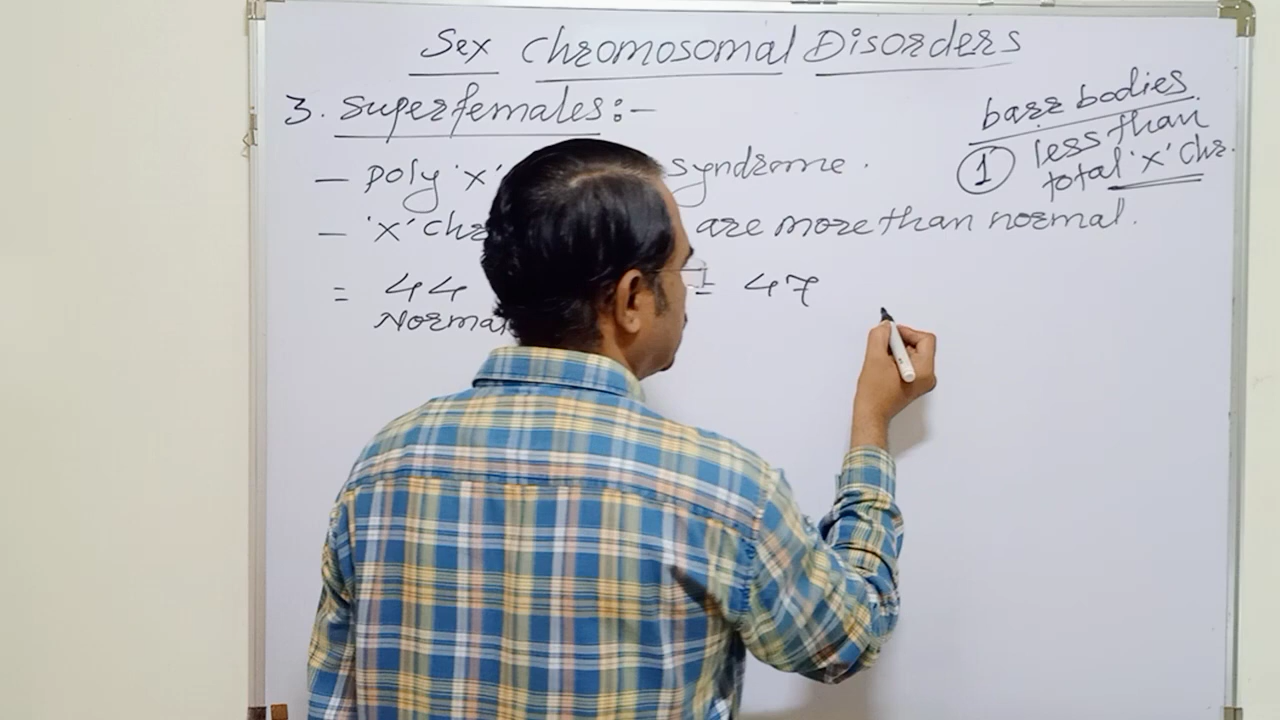 Sex Chromosomal Disorders
3. Superfemales:-
barr bodies
① less than
total 'x' Chr.
- Poly 'x' syndrome.
- 'x' Chr are more than normal.
= 44 = 47
Normal